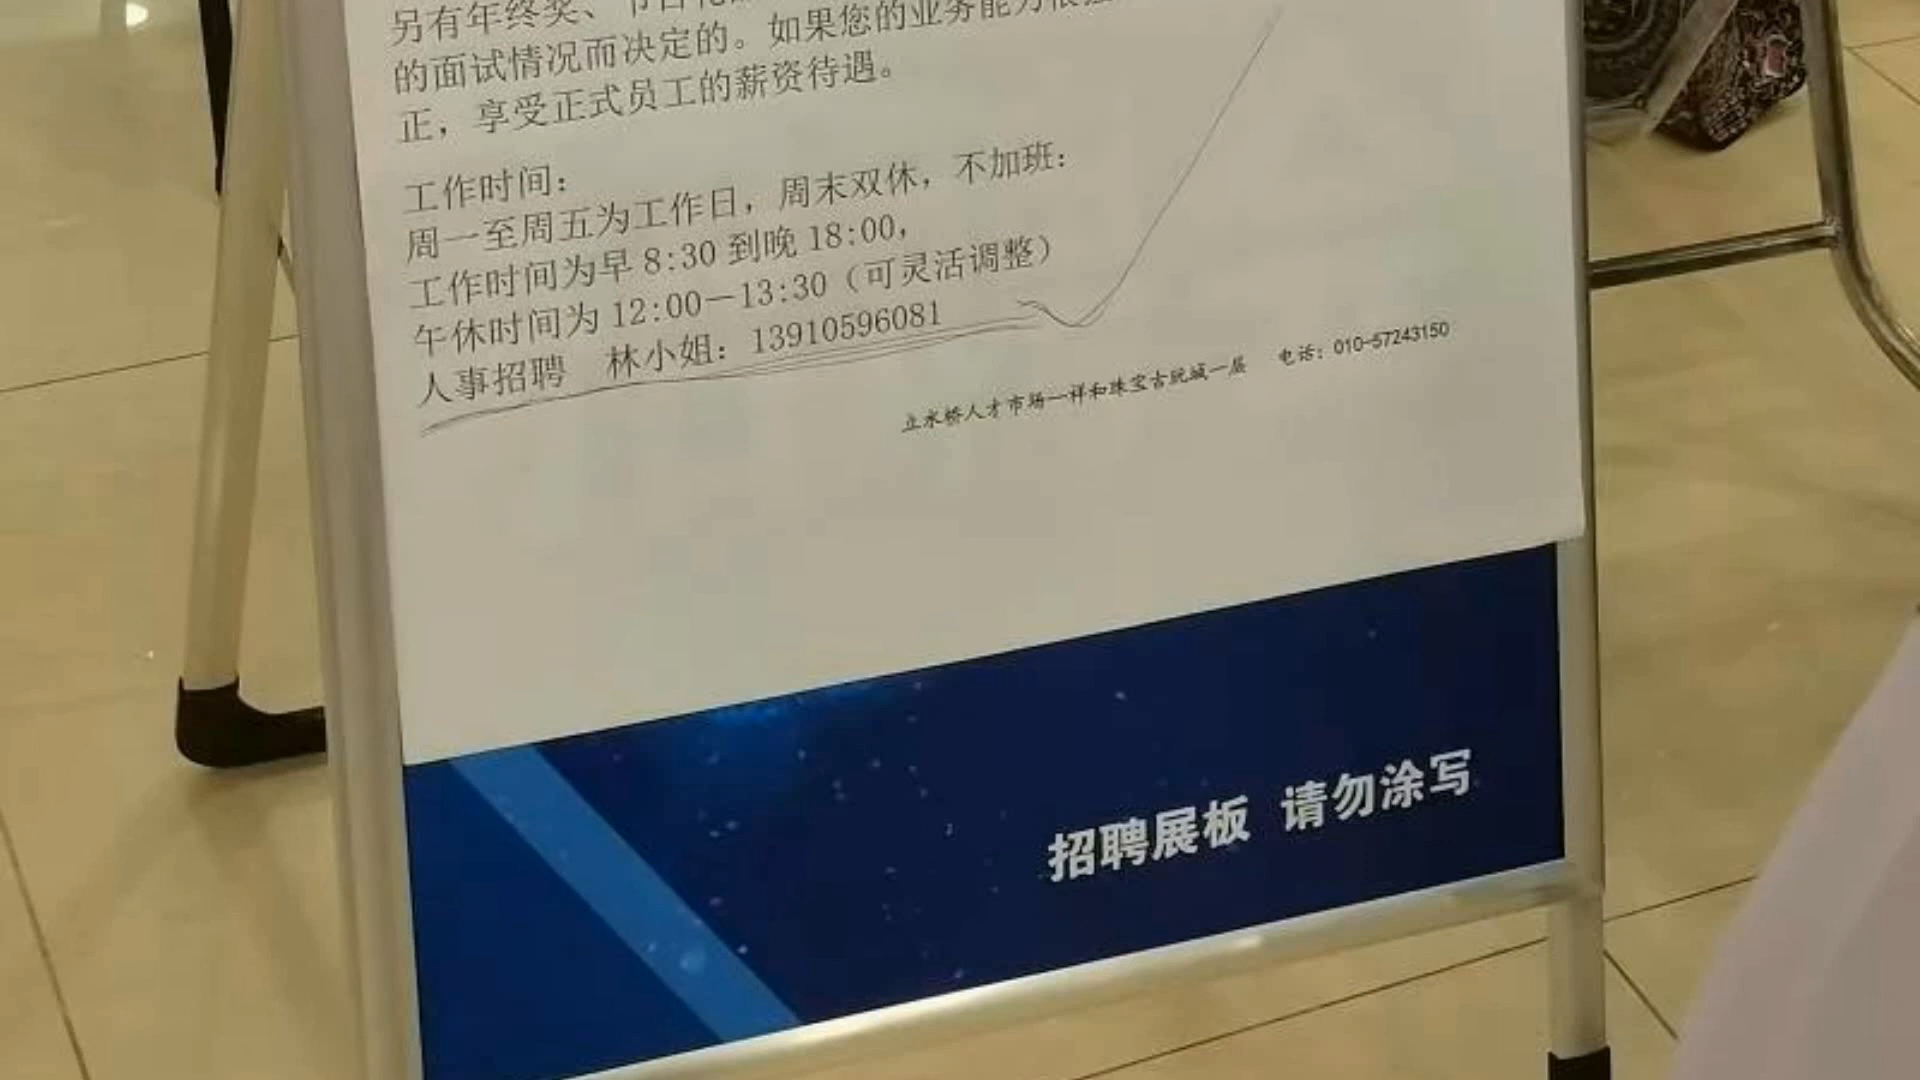 另有年终奖、节日礼
的面试情况而决定的。如果您的业务能力很
正，享受正式员工的薪资待遇。
工作时间：
周一至周五为工作日，周末双休，不加班：
工作时间为早 8:30 到晚 18:00，
午休时间为 12:00—13:30（可灵活调整）
人事招聘 林小姐：13910596081
立水桥人才市场—祥和珠宝古玩城一层 电话：010-57243150
招聘展板 请勿涂写